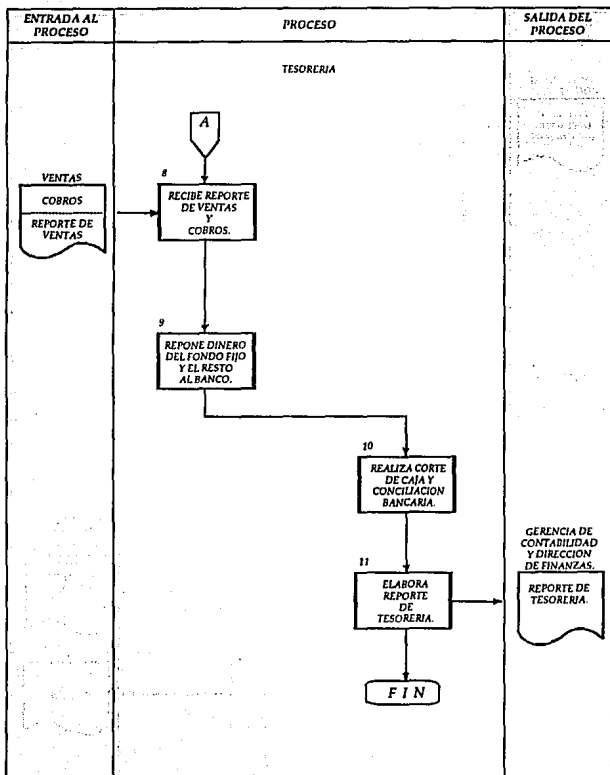 ENTRADA AL
PROCESO
PROCESO
SALIDA DEL
PROCESO
TESORERIA
A
VENTAS
COBROS
REPORTE DE
VENTAS
8
RECIBE REPORTE
DE VENTAS
Y
COBROS.
9
REPONE DINERO
DEL FONDO FIJO
Y EL RESTO
AL BANCO.
10
REALIZA CORTE
DE CAJA Y
CONCILIACION
BANCARIA.
11
ELABORA
REPORTE
DE
TESORERIA.
GERENCIA DE
CONTABILIDAD
Y DIRECCION
DE FINANZAS.
REPORTE DE
TESORERIA.
F I N